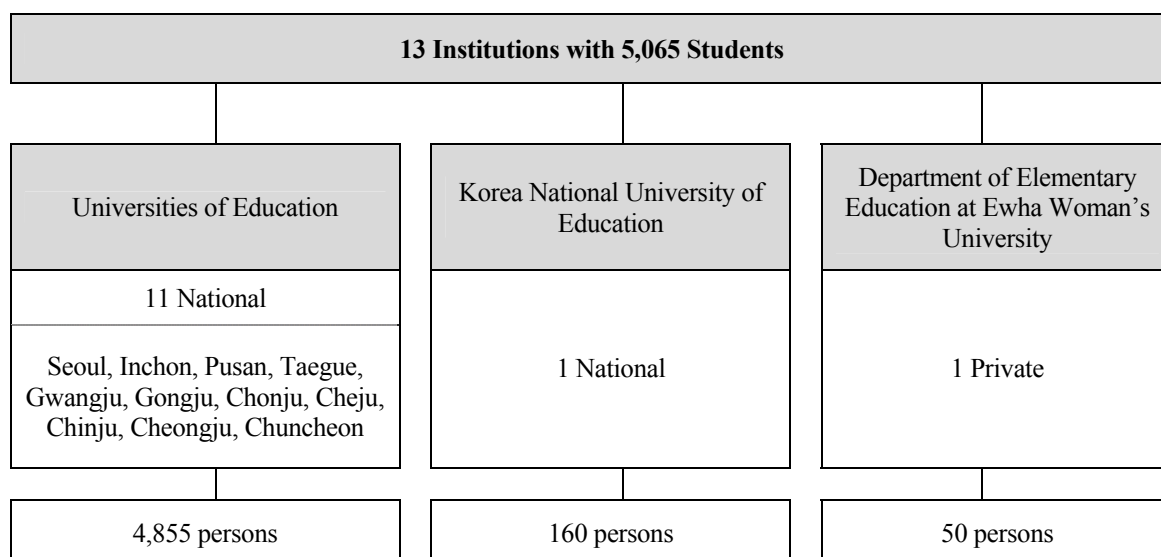 13 Institutions with 5,065 Students
Universities of Education
11 National
Seoul, Inchon, Pusan, Taegue,
Gwangju, Gongju, Chonju, Cheju,
Chinju, Cheongju, Chuncheon
4,855 persons
Korea National University of
Education
1 National
160 persons
Department of Elementary
Education at Ewha Woman's
University
1 Private
50 persons